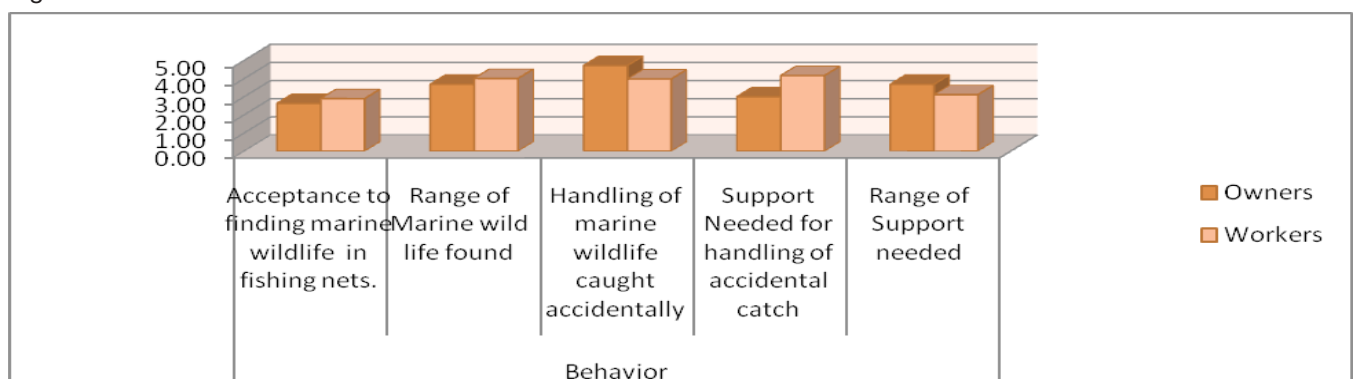 5.00
4.00
3.00
2.00
1.00
0.00
Acceptance to
finding marine
wildlife in
fishing nets.
Range of
Marine wild
life found
Handling of
marine
wildlife
caught
accidentally
Support
Needed for
handling of
accidental
catch
Range of
Support
needed
Behavior
Owners
Workers